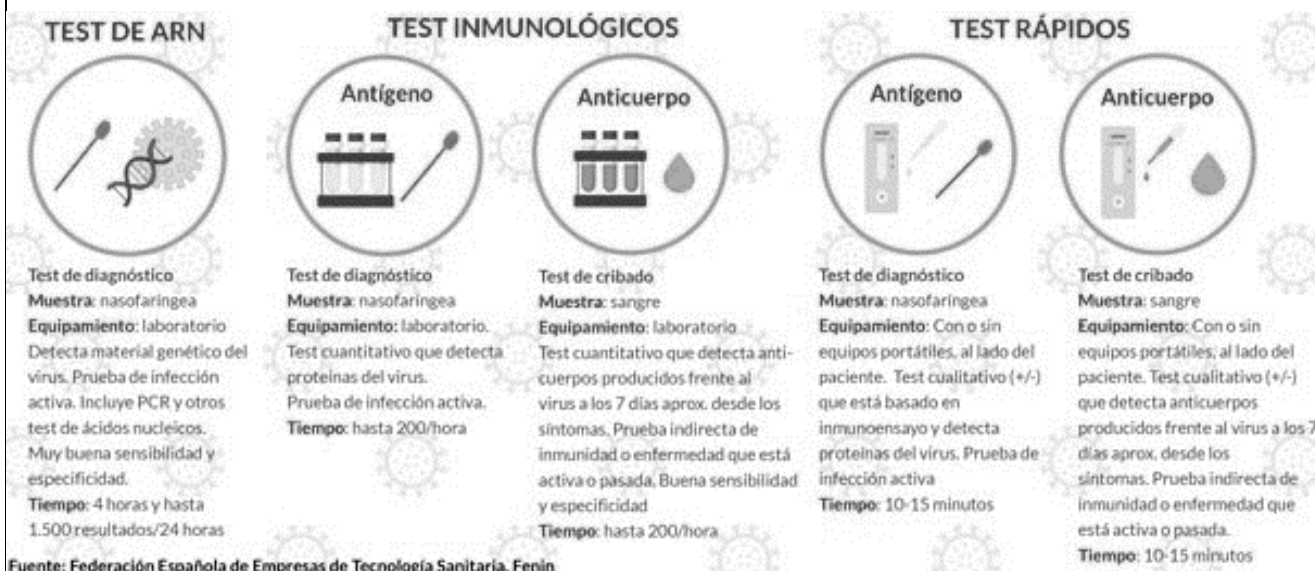 TEST DE ARN
Test de diagnóstico
Muestra: nasofaríngea
Equipamiento: laboratorio
Detecta material genético del
virus. Prueba de infección
activa. Incluye PCR y otros
test de ácidos nucleicos.
Muy buena sensibilidad y
especificidad.
Tiempo: 4 horas y hasta
1.500 resultados/24 horas
TEST INMUNOLÓGICOS
Antígeno
Test de diagnóstico
Muestra: nasofaríngea
Equipamiento: laboratorio.
Test cuantitativo que detecta
proteínas del virus.
Prueba de infección activa.
Tiempo: hasta 200/hora
Anticuerpo
Test de cribado
Muestra: sangre
Equipamiento: laboratorio
Test cuantitativo que detecta anti-
cuerpos producidos frente al
virus a los 7 días aprox. desde los
síntomas. Prueba indirecta de
inmunidad o enfermedad que está
activa o pasada. Buena sensibilidad
y especificidad
Tiempo: hasta 200/hora
TEST RÁPIDOS
Antígeno
Test de diagnóstico
Muestra: nasofaríngea
Equipamiento: Con o sin
equipos portátiles, al lado del
paciente. Test cualitativo (+/-)
que está basado en
inmunoensayo y detecta
proteínas del virus. Prueba de
infección activa
Tiempo: 10-15 minutos
Anticuerpo
Test de cribado
Muestra: sangre
Equipamiento: Con o sin
equipos portátiles, al lado del
paciente. Test cualitativo (+/-)
que detecta anticuerpos
producidos frente al virus a los 7
días aprox. desde los
síntomas. Prueba indirecta de
inmunidad o enfermedad que
está activa o pasada.
Tiempo: 10-15 minutos
Fuente: Federación Española de Empresas de Tecnología Sanitaria. Fenin